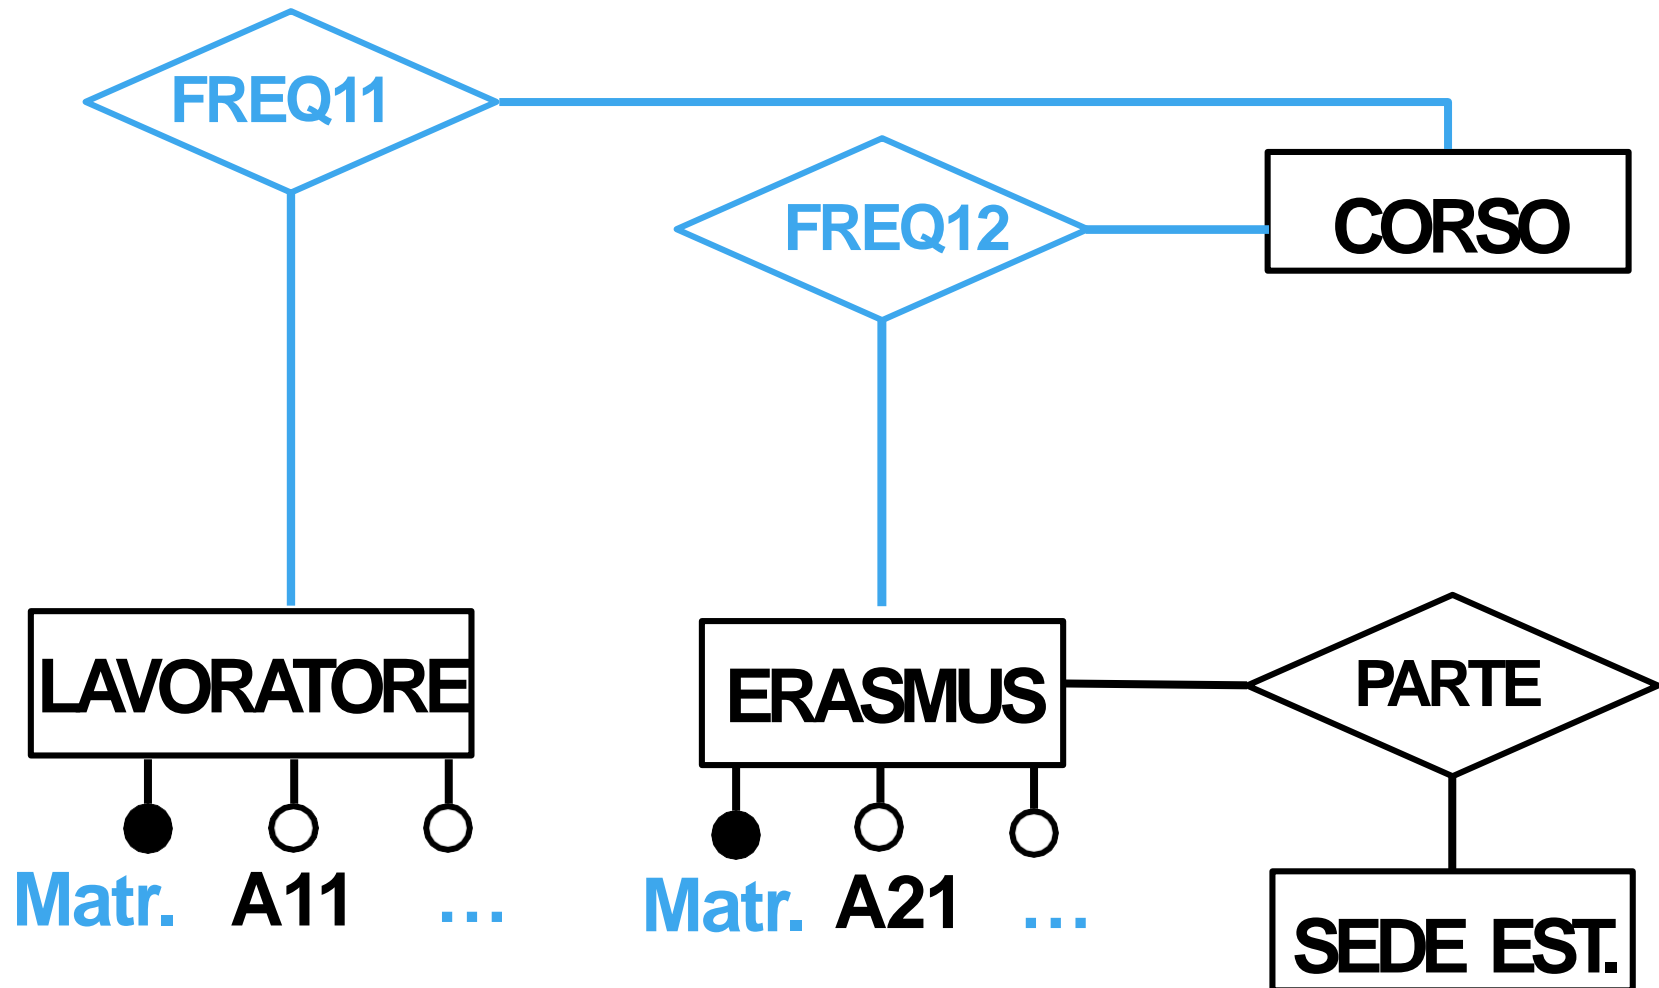 FREQ11
FREQ12
CORSO
LAVORATORE
ERASMUS
PARTE
Matr. A11 ...
Matr. A21 ...
SEDE EST.